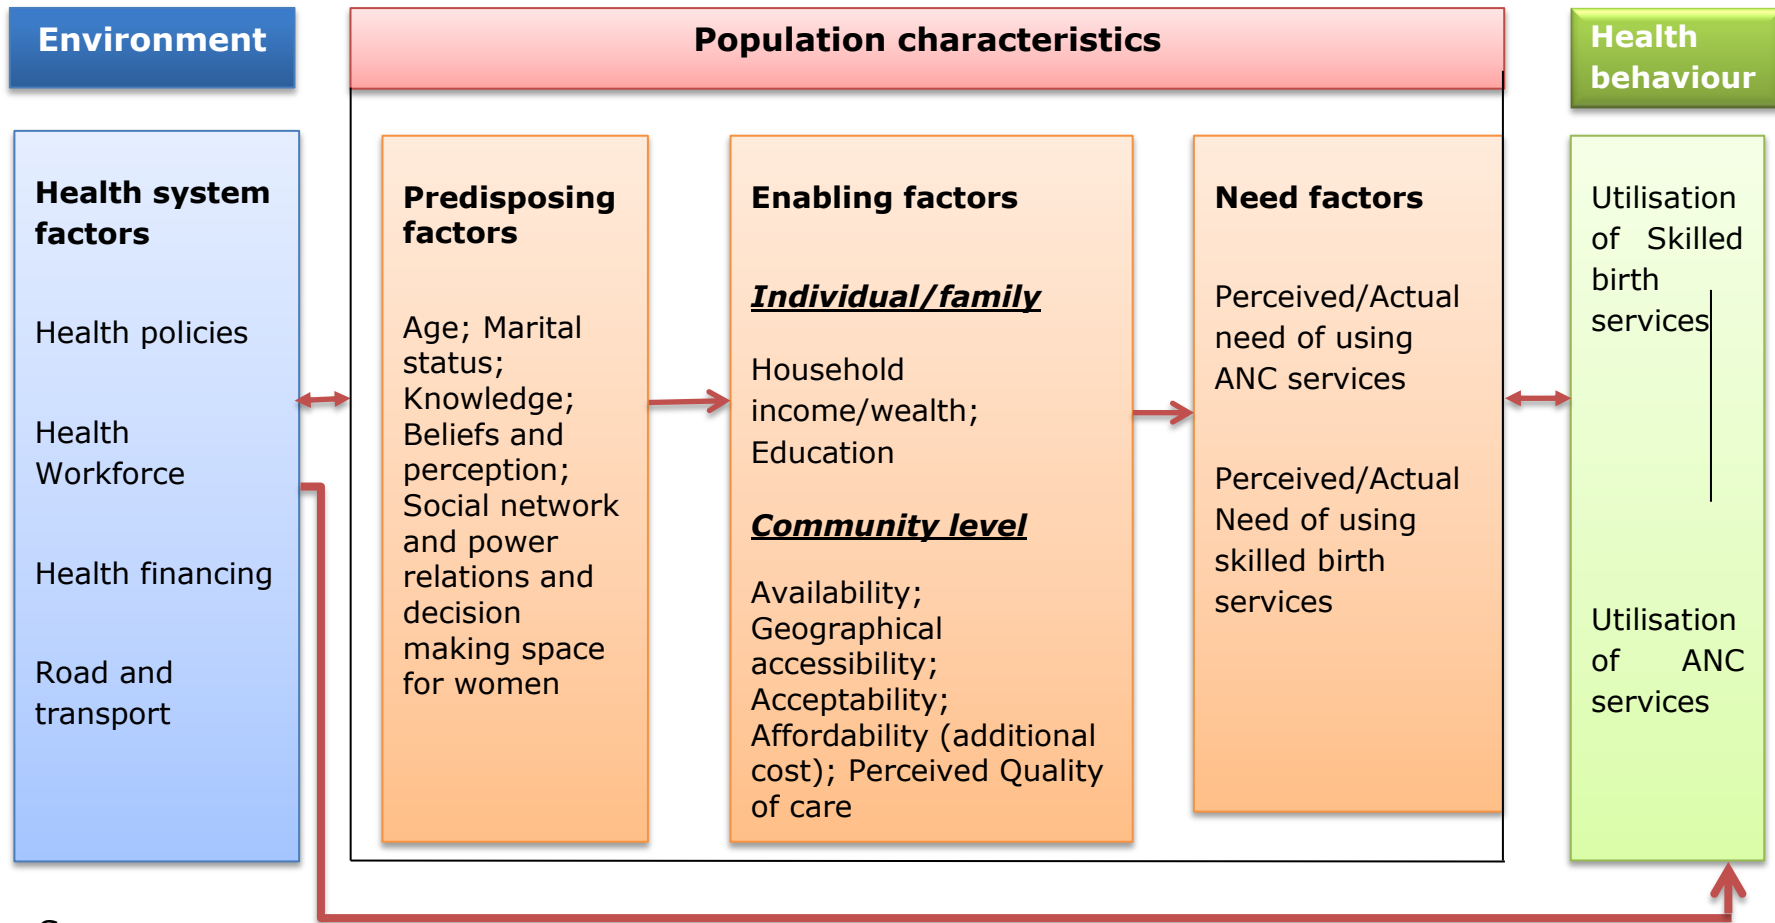 Environment
Population characteristics
Health
behaviour
Health system
factors
Health policies
Health
Workforce
Health financing
Road and
transport
Predisposing
factors
Age; Marital
status;
Knowledge;
Beliefs and
perception;
Social network
and power
relations and
decision
making space
for women
Enabling factors
Individual/family
Household
income/wealth;
Education
Community level
Availability;
Geographical
accessibility;
Acceptability;
Affordability (additional
cost); Perceived Quality
of care
Need factors
Perceived/Actual
need of using
ANC services
Perceived/Actual
Need of using
skilled birth
services
Utilisation
of Skilled
birth
services
Utilisation
of ANC
services